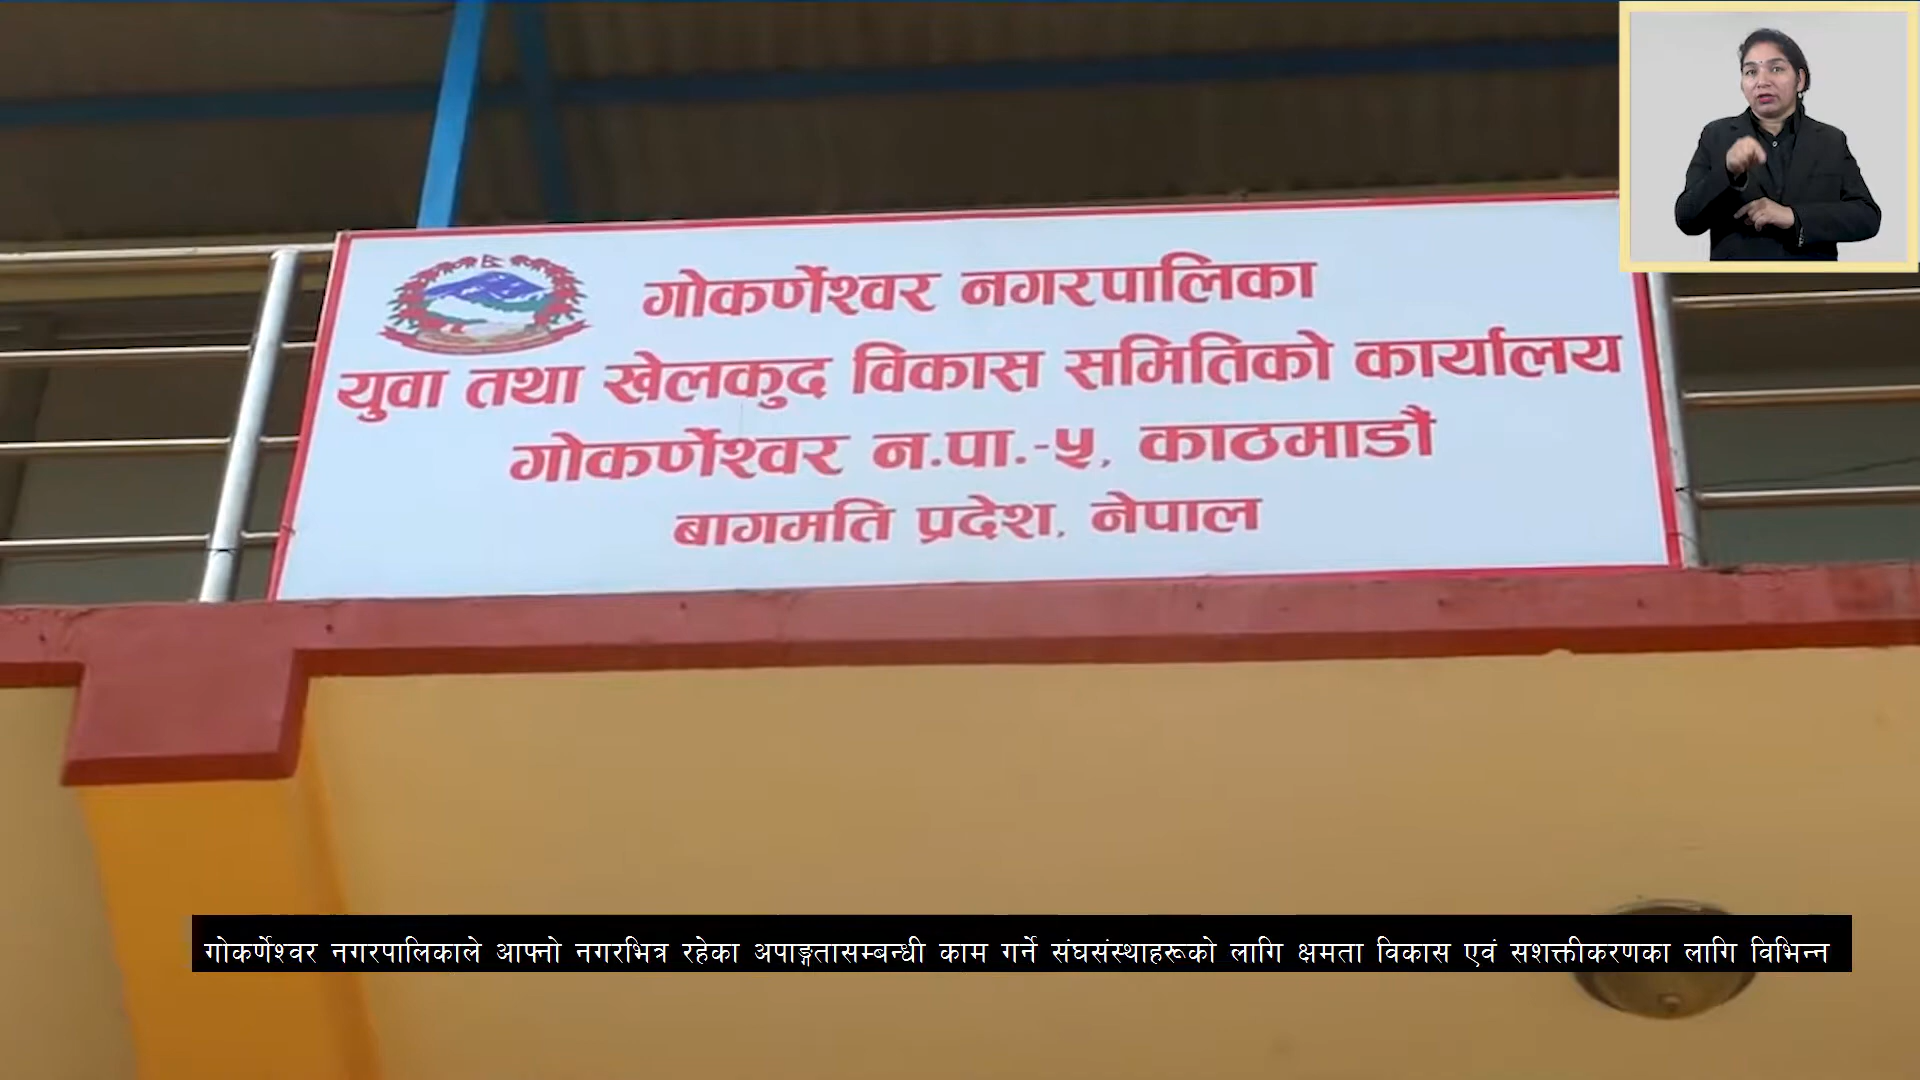 गोकर्णेश्वर नगरपालिका
युवा तथा खेलकुद विकास समितिको कार्यालय
गोकर्णेश्वर न.पा.-५, काठमाडौं
बागमति प्रदेश, नेपाल
गोकर्णेश्वर नगरपालिकाले आफ्नो नगरभित्र रहेका अपाङ्गतासम्बन्धी काम गर्ने संघसंस्थाहरूको लागि क्षमता विकास एवं सशक्तीकरणका लागि विभिन्न